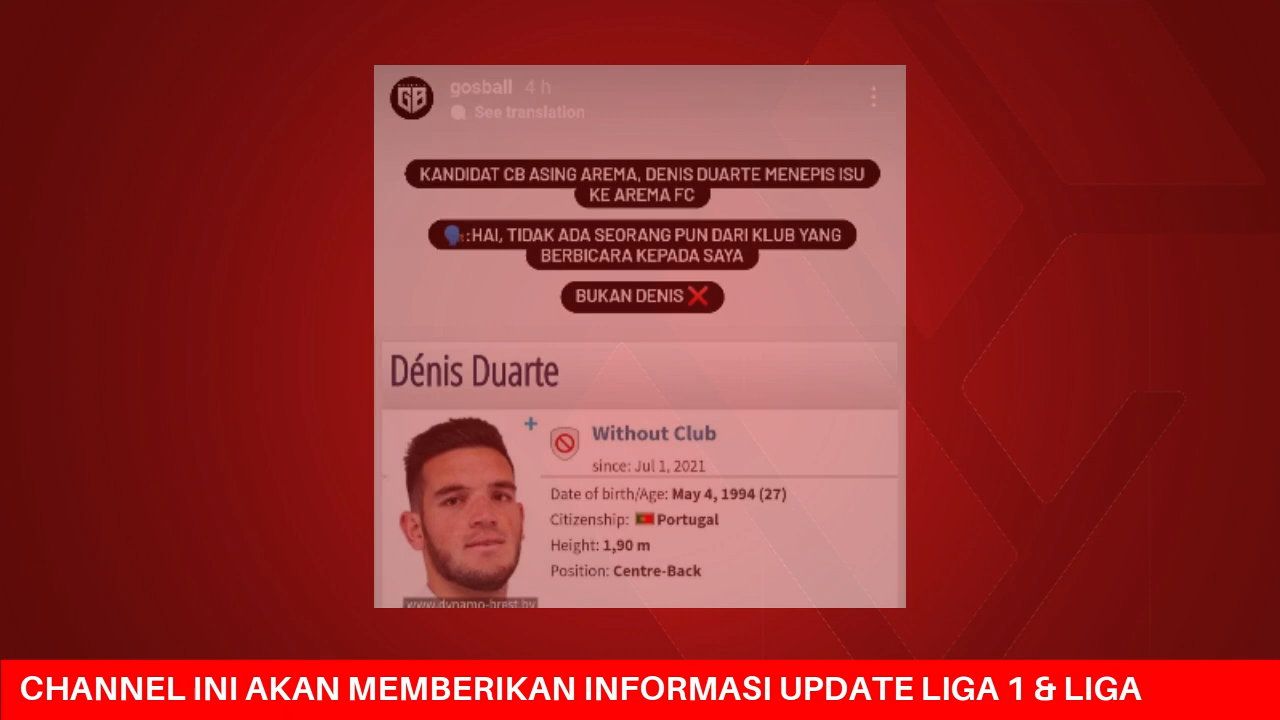 GB
gosball 4 h
See translation
KANDIDAT CB ASING AREMA, DENIS DUARTE MENEPIS ISU
KE AREMA FC
🗣:HAI, TIDAK ADA SEORANG PUN DARI KLUB YANG
BERBICARA KEPADA SAYA
BUKAN DENIS ❌
Dénis Duarte
+
Without Club
since: Jul 1, 2021
Date of birth/Age: May 4, 1994 (27)
Citizenship: Portugal
Height: 1,90 m
Position: Centre-Back
www.dynamo-brest.by
CHANNEL INI AKAN MEMBERIKAN INFORMASI UPDATE LIGA 1 & LIGA